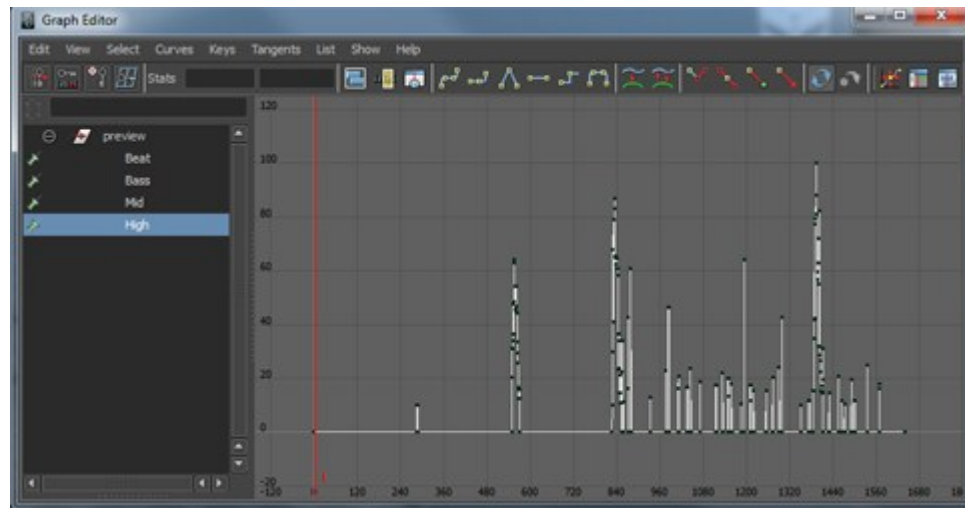 Graph Editor
Edit View Select Curves Keys Tangents List Show Help
Stats
preview
Beat
Bass
Mid
High
120
100
80
60
40
20
0
-20
-120 120 240 360 480 600 720 840 960 1080 1200 1320 1440 1560 1680 18